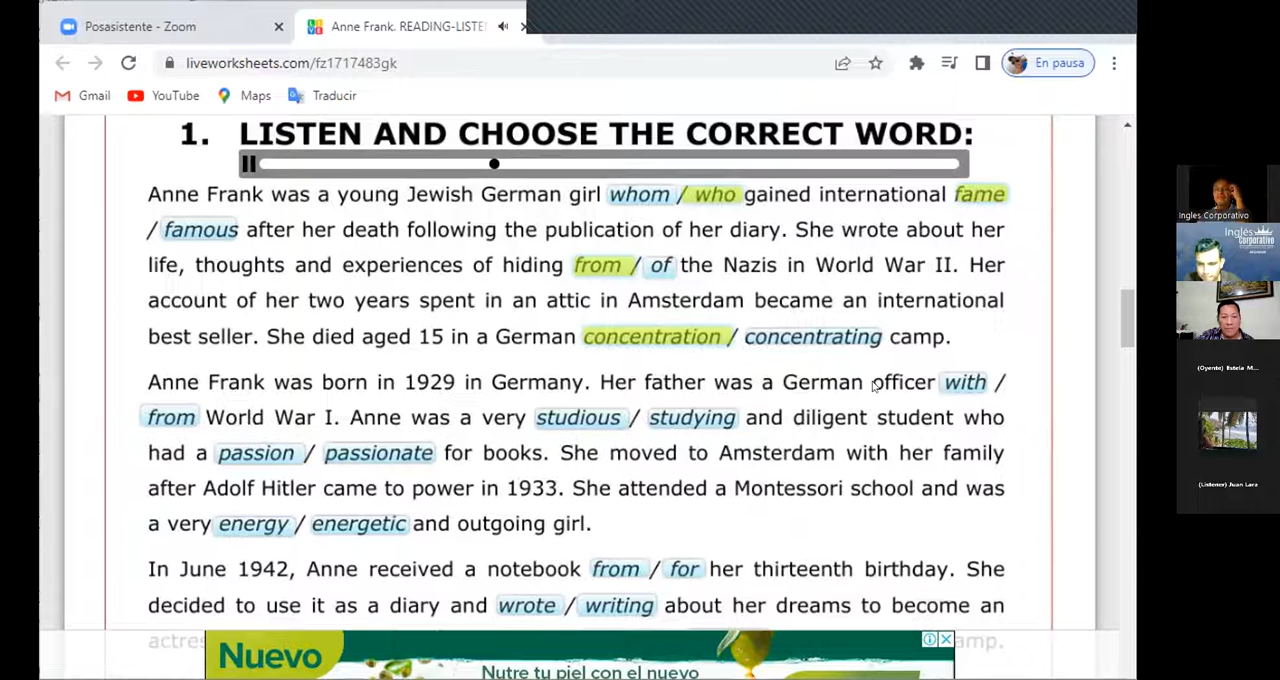 Posasistente - Zoom
Anne Frank. READING-LISTE
liveworksheets.com/fz1717483gk
En pausa
Gmail
YouTube
Maps
Traducir
1. LISTEN AND CHOOSE THE CORRECT WORD:
Anne Frank was a young Jewish German girl whom / who gained international fame
/ famous after her death following the publication of her diary. She wrote about her
life, thoughts and experiences of hiding from / of the Nazis in World War II. Her
account of her two years spent in an attic in Amsterdam became an international
best seller. She died aged 15 in a German concentration / concentrating camp.
Anne Frank was born in 1929 in Germany. Her father was a German officer with /
from World War I. Anne was a very studious / studying and diligent student who
had a passion / passionate for books. She moved to Amsterdam with her family
after Adolf Hitler came to power in 1933. She attended a Montessori school and was
a very energy / energetic and outgoing girl.
In June 1942, Anne received a notebook from / for her thirteenth birthday. She
decided to use it as a diary and wrote / writing about her dreams to become an
actres
amp.
Nuevo
Nutre tu piel con el nuevo
Ingles Corporativo
Inglés
Corporativo
(Oyente) Estela M...
(Listener) Juan Lara